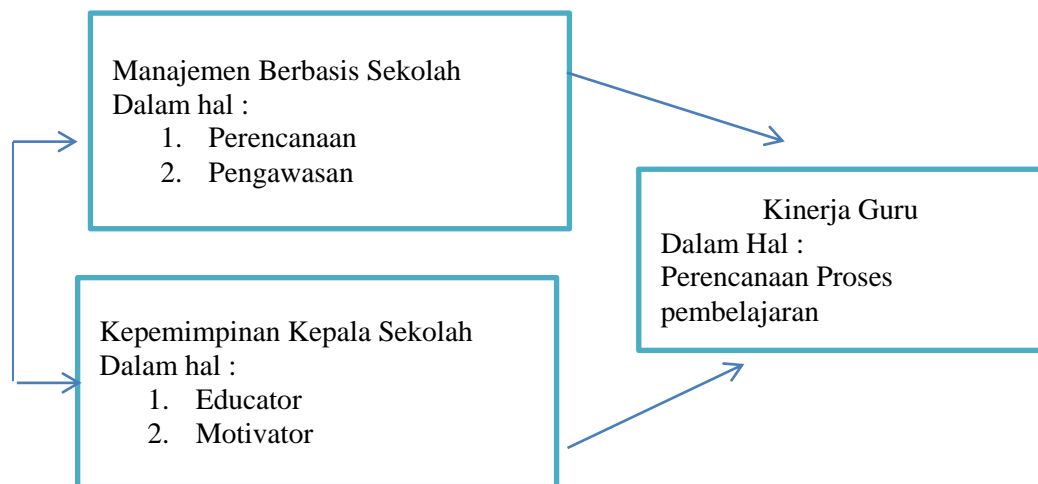 Manajemen Berbasis Sekolah
Dalam hal :
1. Perencanaan
2. Pengawasan
Kinerja Guru
Dalam Hal :
Perencanaan Proses
pembelajaran
Kepemimpinan Kepala Sekolah
Dalam hal :
1. Educator
2. Motivator